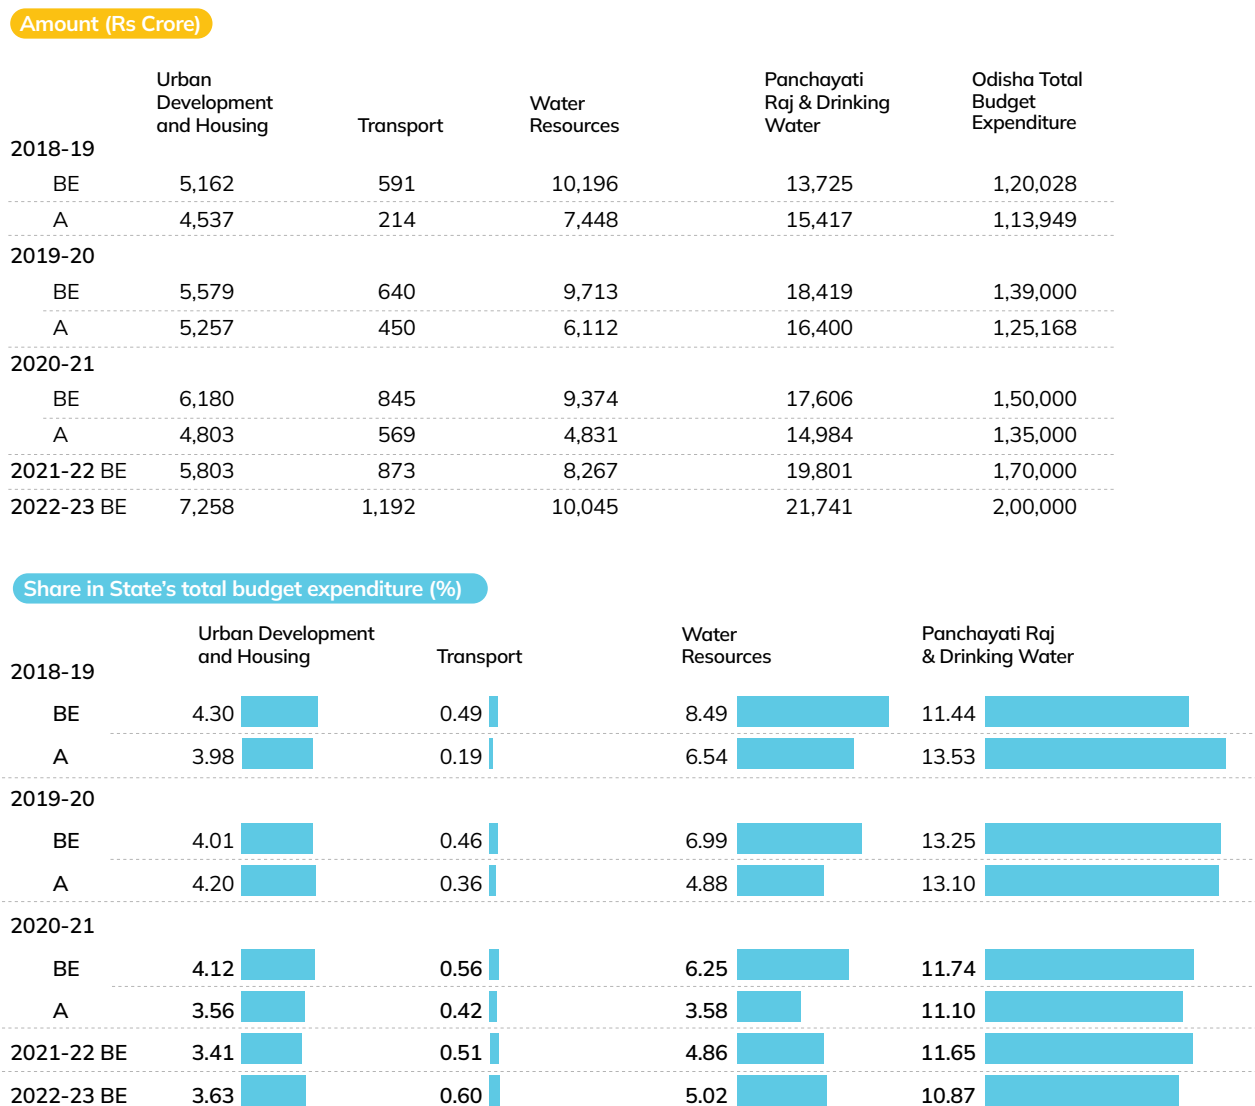 Amount (Rs Crore)
Urban Development and Housing Transport Water Resources Panchayati Raj & Drinking Water Odisha Total Budget Expenditure
2018-19
BE 5,162 591 10,196 13,725 1,20,028
A 4,537 214 7,448 15,417 1,13,949
2019-20
BE 5,579 640 9,713 18,419 1,39,000
A 5,257 450 6,112 16,400 1,25,168
2020-21
BE 6,180 845 9,374 17,606 1,50,000
A 4,803 569 4,831 14,984 1,35,000
2021-22 BE 5,803 873 8,267 19,801 1,70,000
2022-23 BE 7,258 1,192 10,045 21,741 2,00,000
Share in State's total budget expenditure (%)
Urban Development and Housing Transport Water Resources Panchayati Raj & Drinking Water
2018-19
BE 4.30 0.49 8.49 11.44
A 3.98 0.19 6.54 13.53
2019-20
BE 4.01 0.46 6.99 13.25
A 4.20 0.36 4.88 13.10
2020-21
BE 4.12 0.56 6.25 11.74
A 3.56 0.42 3.58 11.10
2021-22 BE 3.41 0.51 4.86 11.65
2022-23 BE 3.63 0.60 5.02 10.87